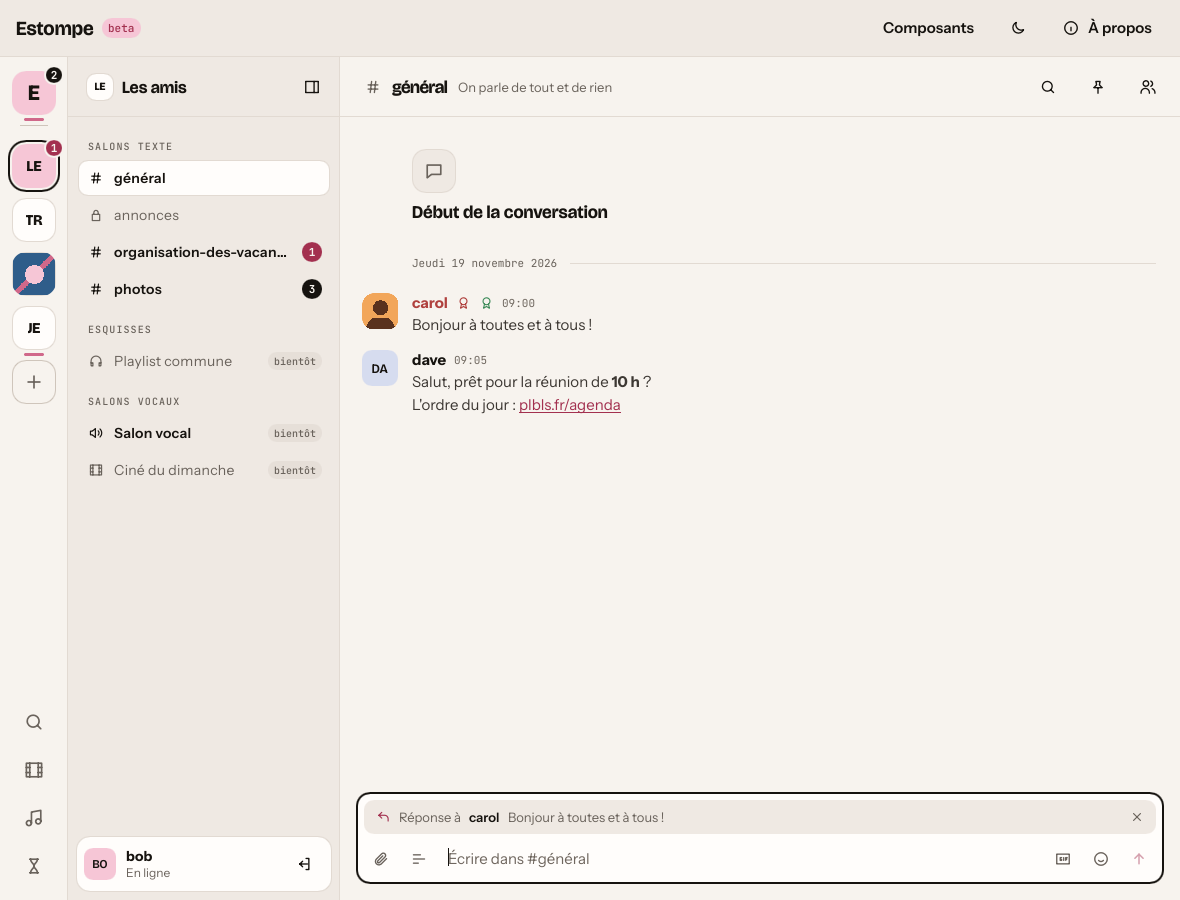 Estompe beta
Composants
À propos
E 2
LE 1
TR
JE
LE Les amis
SALONS TEXTE
# général
annonces
# organisation-des-vacan... 1
# photos 3
ESQUISSES
Playlist commune bientôt
SALONS VOCAUX
Salon vocal bientôt
Ciné du dimanche bientôt
BO bob
En ligne
# général On parle de tout et de rien
Début de la conversation
Jeudi 19 novembre 2026
carol 09:00
Bonjour à toutes et à tous !
DA dave 09:05
Salut, prêt pour la réunion de 10 h ?
L'ordre du jour : plbls.fr/agenda
Réponse à carol Bonjour à toutes et à tous !
Écrire dans #général
GIF